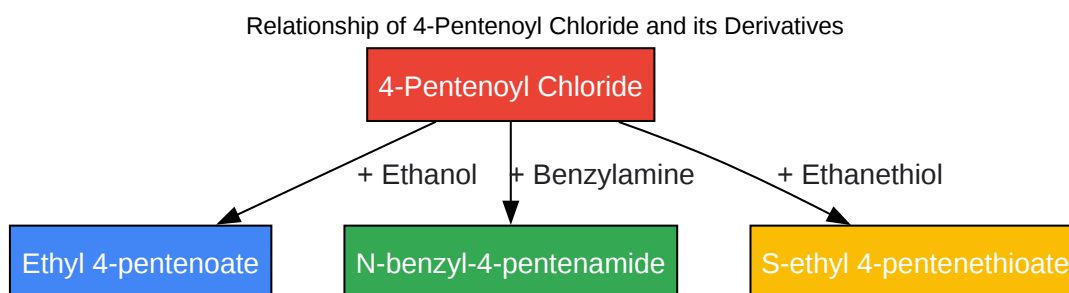 Relationship of 4-Pentenoyl Chloride and its Derivatives
4-Pentenoyl Chloride
+ Ethanol
+ Benzylamine
+ Ethanethiol
Ethyl 4-pentenoate
N-benzyl-4-pentenamide
S-ethyl 4-pentenethioate